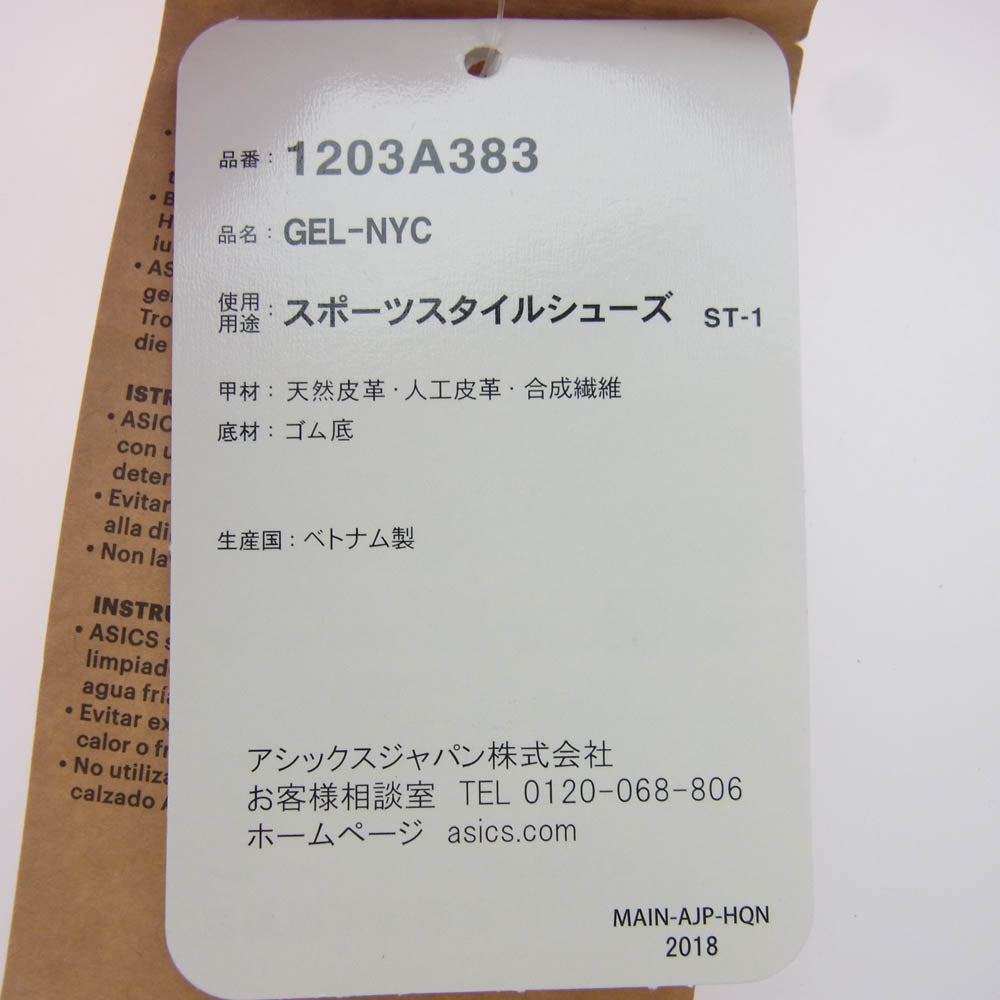 品番： 1203A383
品名： GEL-NYC
使用用途： スポーツスタイルシューズ ST-1
甲材： 天然皮革・人工皮革・合成繊維
底材： ゴム底
生産国： ベトナム製
アシックスジャパン株式会社
お客様相談室 TEL 0120-068-806
ホームページ asics.com
MAIN-AJP-HQN
2018
Tro
die
• ASIC
con u
• Evitar
alla di
• Non la
• ASICS s
limpiad
agua fría
• Evitar ex
calor o fr
• No utiliza
calzado A